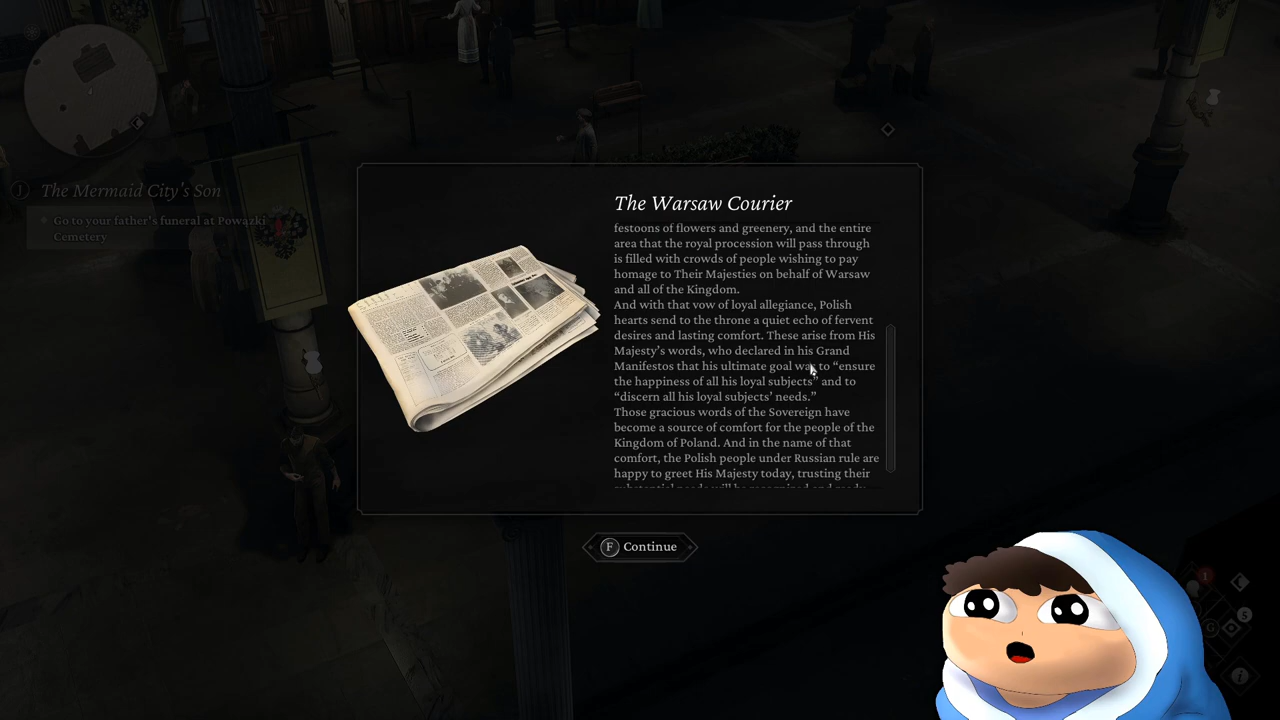 J The Mermaid City's Son
Go to your father's funeral at Powązki
Cemetery
The Warsaw Courier
festoons of flowers and greenery, and the entire
area that the royal procession will pass through
is filled with crowds of people wishing to pay
homage to Their Majesties on behalf of Warsaw
and all of the Kingdom.
And with that vow of loyal allegiance, Polish
hearts send to the throne a quiet echo of fervent
desires and lasting comfort. These arise from His
Majesty's words, who declared in his Grand
Manifestos that his ultimate goal was to “ensure
the happiness of all his loyal subjects” and to
“discern all his loyal subjects' needs.”
Those gracious words of the Sovereign have
become a source of comfort for the people of the
Kingdom of Poland. And in the name of that
comfort, the Polish people under Russian rule are
happy to greet His Majesty today, trusting their
F Continue
1
S
G
i